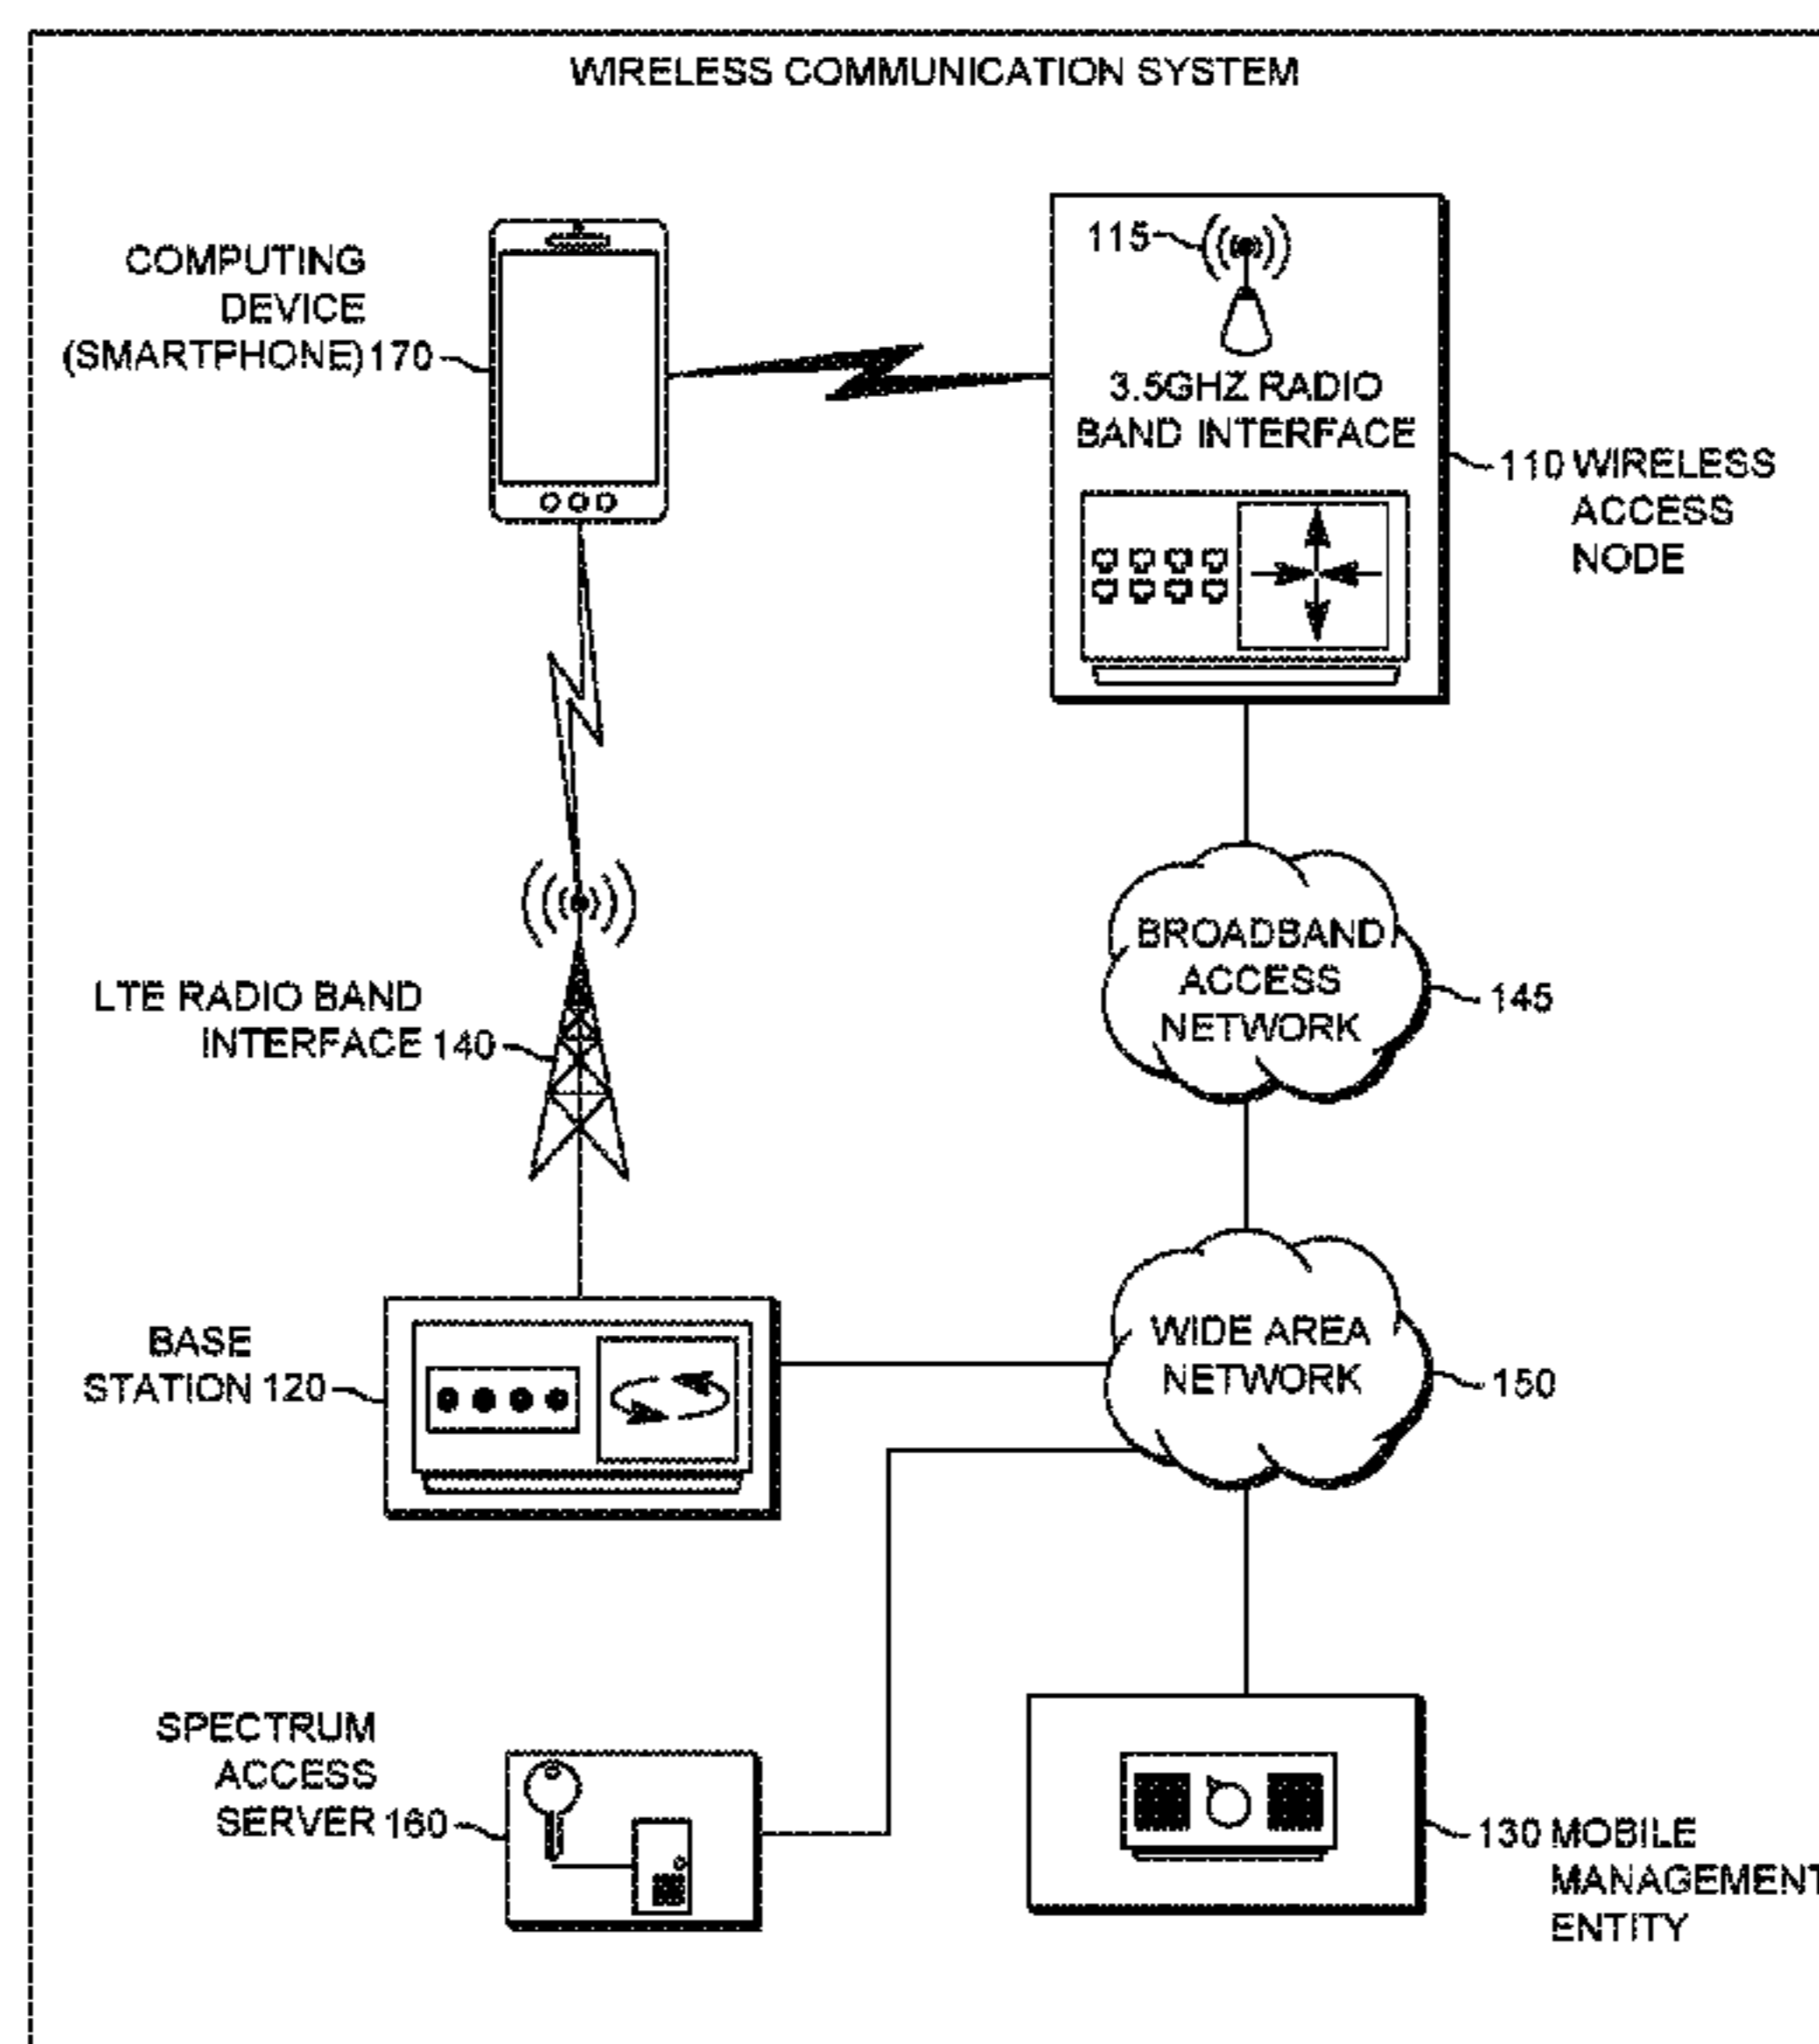 WIRELESS COMMUNICATION SYSTEM
COMPUTING
DEVICE
(SMARTPHONE) 170
115
3.5GHZ RADIO
BAND INTERFACE
110 WIRELESS
ACCESS
NODE
BROADBAND
ACCESS
NETWORK
145
LTE RADIO BAND
INTERFACE 140
BASE
STATION 120
WIDE AREA
NETWORK
150
SPECTRUM
ACCESS
SERVER 160
130 MOBILE
MANAGEMENT
ENTITY